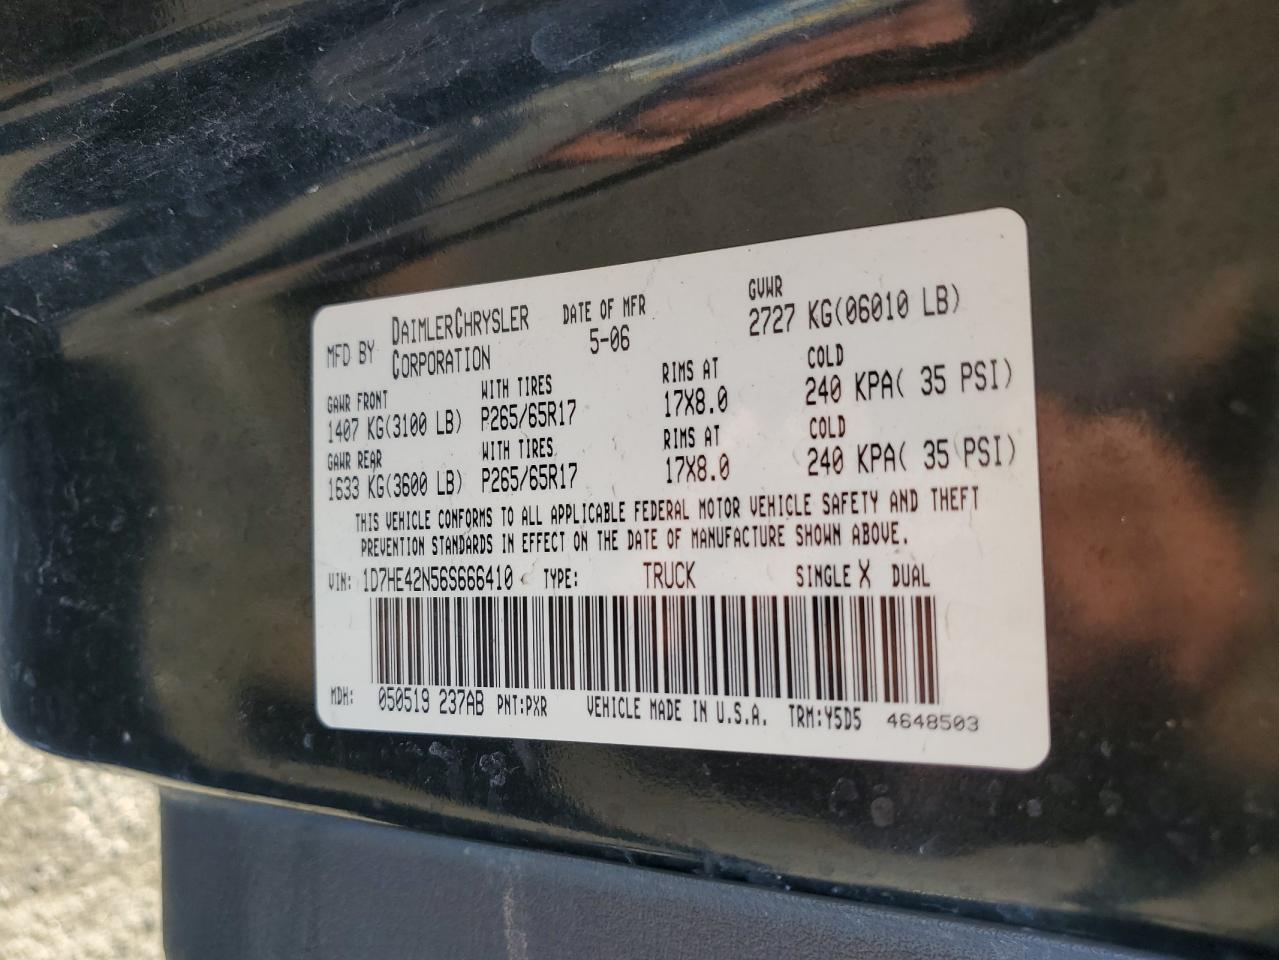 MFD BY DAIMLERCHRYSLER CORPORATION DATE OF MFR 5-06 GVWR 2727 KG(06010 LB)
GAWR FRONT WITH TIRES RIMS AT COLD
1407 KG(3100 LB) P265/65R17 17X8.0 240 KPA( 35 PSI)
GAWR REAR WITH TIRES RIMS AT COLD
1633 KG(3600 LB) P265/65R17 17X8.0 240 KPA( 35 PSI)
THIS VEHICLE CONFORMS TO ALL APPLICABLE FEDERAL MOTOR VEHICLE SAFETY AND THEFT
PREVENTION STANDARDS IN EFFECT ON THE DATE OF MANUFACTURE SHOWN ABOVE.
VIN: 1D7HE42N56S666410 TYPE: TRUCK SINGLE X DUAL
MDH: 050519 237AB PNT:PXR VEHICLE MADE IN U.S.A. TRM:Y5D5 4648503